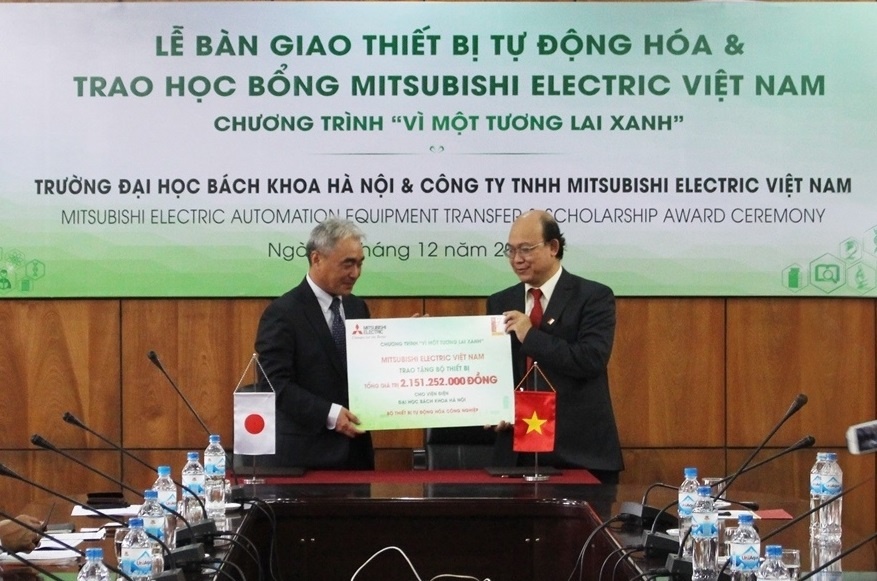 LỄ BÀN GIAO THIẾT BỊ TỰ ĐỘNG HÓA &
TRAO HỌC BỔNG MITSUBISHI ELECTRIC VIỆT NAM
CHƯƠNG TRÌNH “VÌ MỘT TƯƠNG LAI XANH”
TRƯỜNG ĐẠI HỌC BÁCH KHOA HÀ NỘI & CÔNG TY TNHH MITSUBISHI ELECTRIC VIỆT NAM
MITSUBISHI ELECTRIC AUTOMATION EQUIPMENT TRANSFER & SCHOLARSHIP AWARD CEREMONY
12 năm
MITSUBISHI
ELECTRIC
CHƯƠNG TRÌNH “VÌ MỘT TƯƠNG LAI XANH”
MITSUBISHI ELECTRIC VIỆT NAM
TRAO TẶNG BỘ THIẾT BỊ
TỔNG GIÁ TRỊ 2.151.252.000 ĐỒNG
CHO VIỆN ĐIỆN
ĐẠI HỌC BÁCH KHOA HÀ NỘI
BỘ THIẾT BỊ TỰ ĐỘNG HÓA CÔNG NGHIỆP